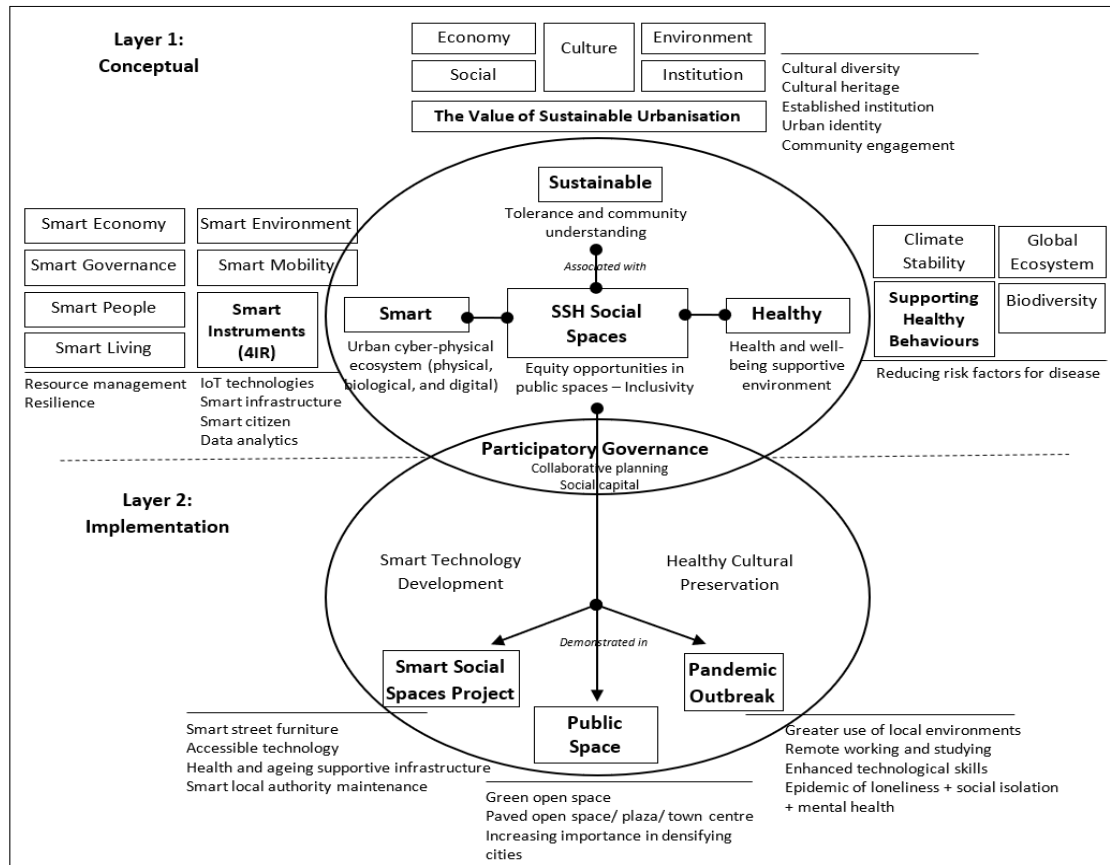 Layer 1:
Conceptual
Economy
Culture
Environment
Social
Institution
The Value of Sustainable Urbanisation
Cultural diversity
Cultural heritage
Established institution
Urban identity
Community engagement
Sustainable
Tolerance and community
understanding
Associated with
Smart Economy
Smart Environment
Smart Governance
Smart Mobility
Smart People
Smart Living
Smart
Instruments
(4IR)
Resource management
Resilience
IoT technologies
Smart infrastructure
Smart citizen
Data analytics
Smart
Urban cyber-physical
ecosystem (physical,
biological, and digital)
SSH Social
Spaces
Equity opportunities in
public spaces – Inclusivity
Healthy
Health and well-
being supportive
environment
Climate
Stability
Global
Ecosystem
Supporting
Healthy
Behaviours
Biodiversity
Reducing risk factors for disease
Participatory Governance
Collaborative planning
Social capital
Layer 2:
Implementation
Smart Technology
Development
Healthy Cultural
Preservation
Demonstrated in
Smart Social
Spaces Project
Public
Space
Pandemic
Outbreak
Smart street furniture
Accessible technology
Health and ageing supportive infrastructure
Smart local authority maintenance
Green open space
Paved open space/ plaza/ town centre
Increasing importance in densifying
cities
Greater use of local environments
Remote working and studying
Enhanced technological skills
Epidemic of loneliness + social isolation
+ mental health